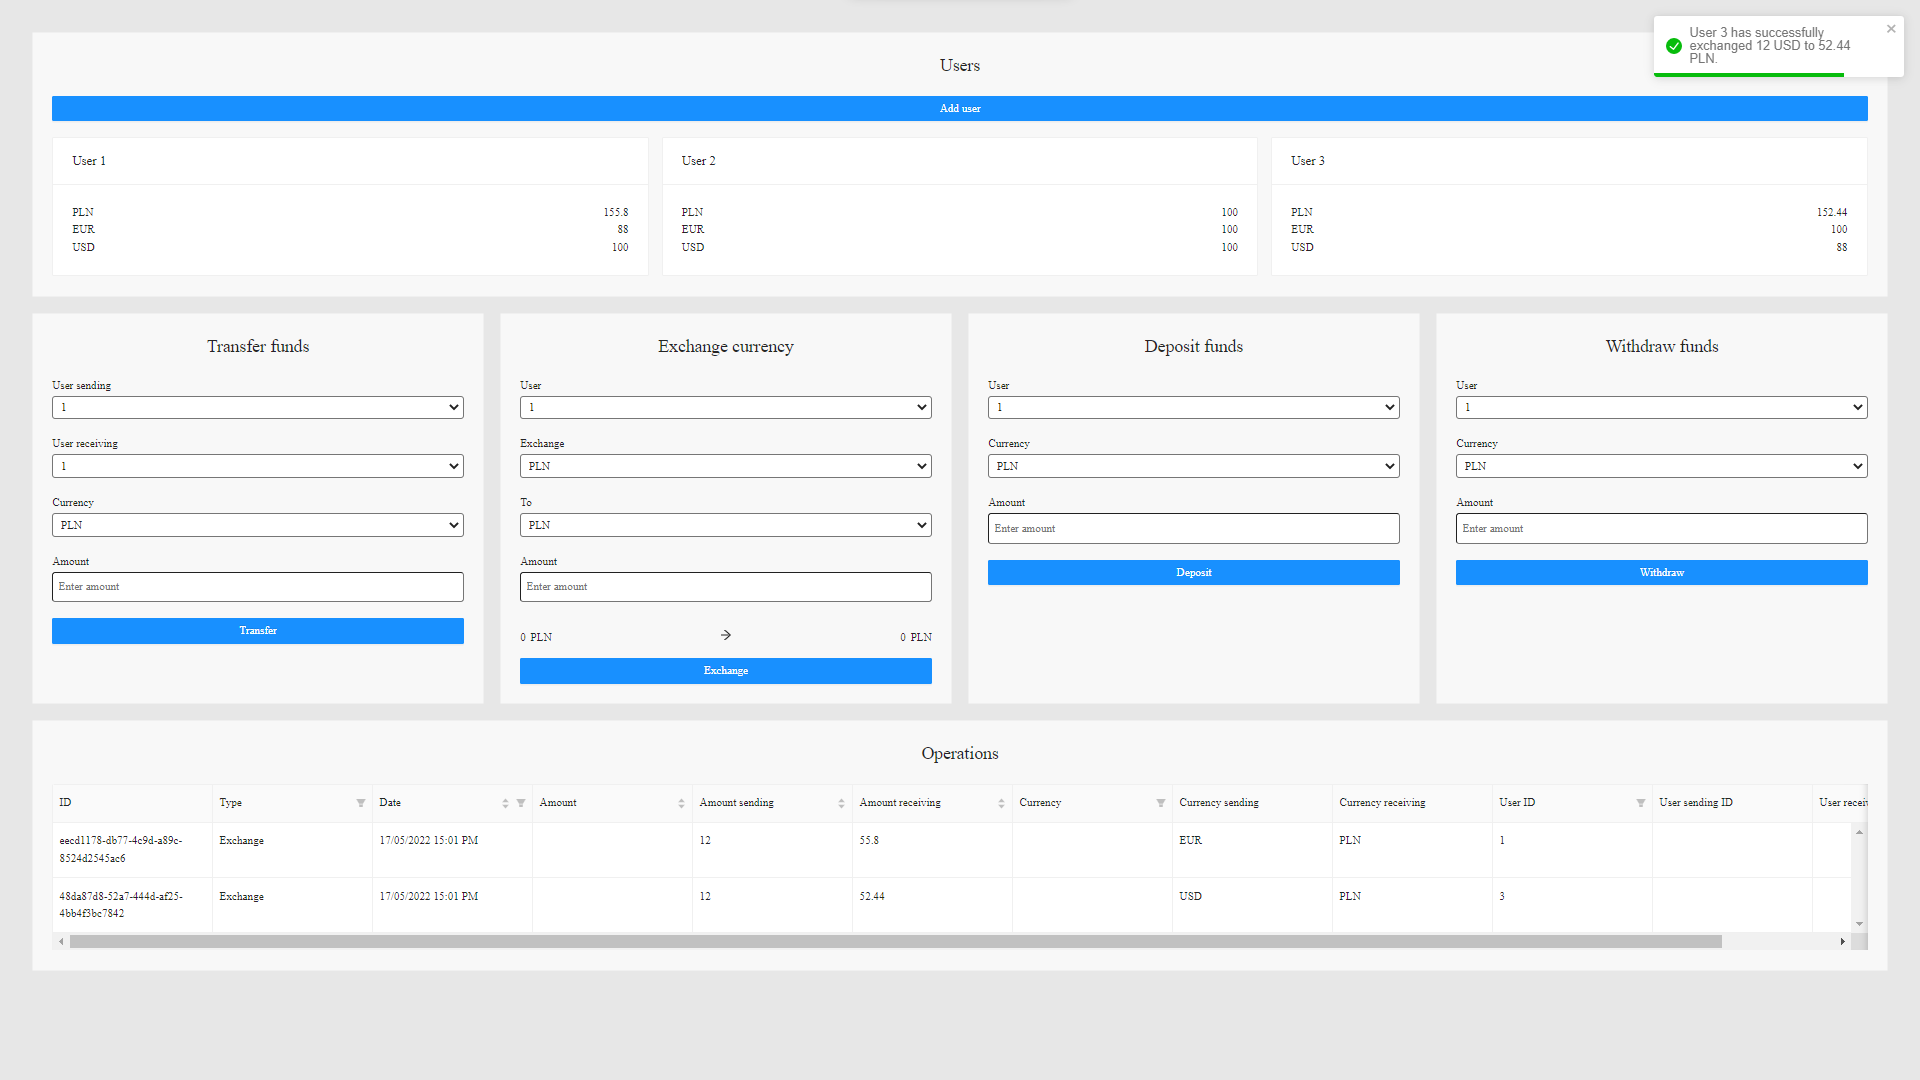 User 3 has successfully
exchanged 12 USD to 52.44
PLN.
Users
Add user
User 1
PLN 155.8
EUR 88
USD 100
User 2
PLN 100
EUR 100
USD 100
User 3
PLN 152.44
EUR 100
USD 88
Transfer funds
User sending
1
User receiving
1
Currency
PLN
Amount
Enter amount
Transfer
Exchange currency
User
1
Exchange
PLN
To
PLN
Amount
Enter amount
0 PLN → 0 PLN
Exchange
Deposit funds
User
1
Currency
PLN
Amount
Enter amount
Deposit
Withdraw funds
User
1
Currency
PLN
Amount
Enter amount
Withdraw
Operations
ID Type Date Amount Amount sending Amount receiving Currency Currency sending Currency receiving User ID User sending ID User recei
eecd1178-db77-4c9d-a89c- Exchange 17/05/2022 15:01 PM 12 55.8 EUR PLN 1
8524d2545ac6
48da87d8-52a7-444d-af25- Exchange 17/05/2022 15:01 PM 12 52.44 USD PLN 3
4bb4f3bc7842